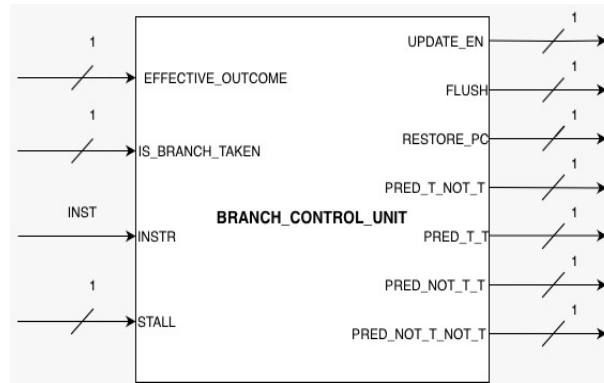 1
EFFECTIVE_OUTCOME
1
IS_BRANCH_TAKEN
INST
INSTR
1
STALL
BRANCH_CONTROL_UNIT
1
UPDATE_EN
1
FLUSH
1
RESTORE_PC
1
PRED_T_NOT_T
1
PRED_T_T
1
PRED_NOT_T_T
1
PRED_NOT_T_NOT_T